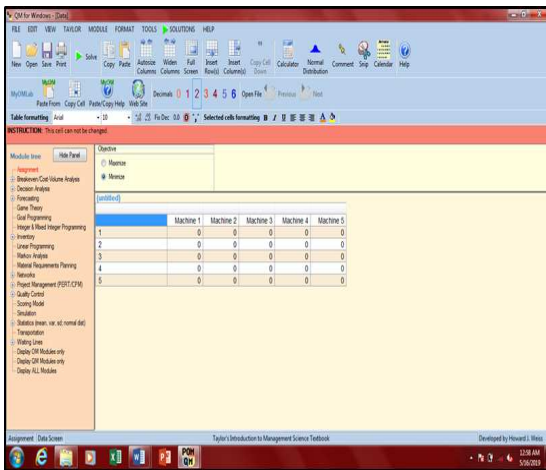 QM for Windows - [Data]
FILE EDIT VIEW TAYLOR MODULE FORMAT TOOLS SOLUTIONS HELP
New Open Save Print Solve Copy Paste Autosize Columns Widen Columns Full Screen Insert Row(s) Insert Column(s) Copy Cell Down Calculator Normal Distribution Comment Snip Calendar Help
MyOMLab Paste From Copy Cell Paste/Copy Help Web Site Decimals 0 1 2 3 4 5 6 Open File Previous Next
Table formatting Arial 10 Fix Dec 0.0 0 Selected cells formatting B I U
INSTRUCTION: This cell can not be changed.
Module tree Hide Panel
Assignment
Breakeven/Cost-Volume Analysis
Decision Analysis
Forecasting
Game Theory
Goal Programming
Integer & Mixed Integer Programming
Inventory
Linear Programming
Markov Analysis
Material Requirements Planning
Networks
Project Management (PERT/CPM)
Quality Control
Scoring Model
Simulation
Statistics (mean, var, sd; normal dist)
Transportation
Waiting Lines
Display OM Modules only
Display QM Modules only
Display ALL Modules
Objective
Maximize
Minimize
(untitled)
Machine 1 Machine 2 Machine 3 Machine 4 Machine 5
1 0 0 0 0 0
2 0 0 0 0 0
3 0 0 0 0 0
4 0 0 0 0 0
5 0 0 0 0 0
Assignment Data Screen Taylor's Introduction to Management Science Textbook Developed by Howard J. Weiss
POM QM
12:58 AM
5/16/2019